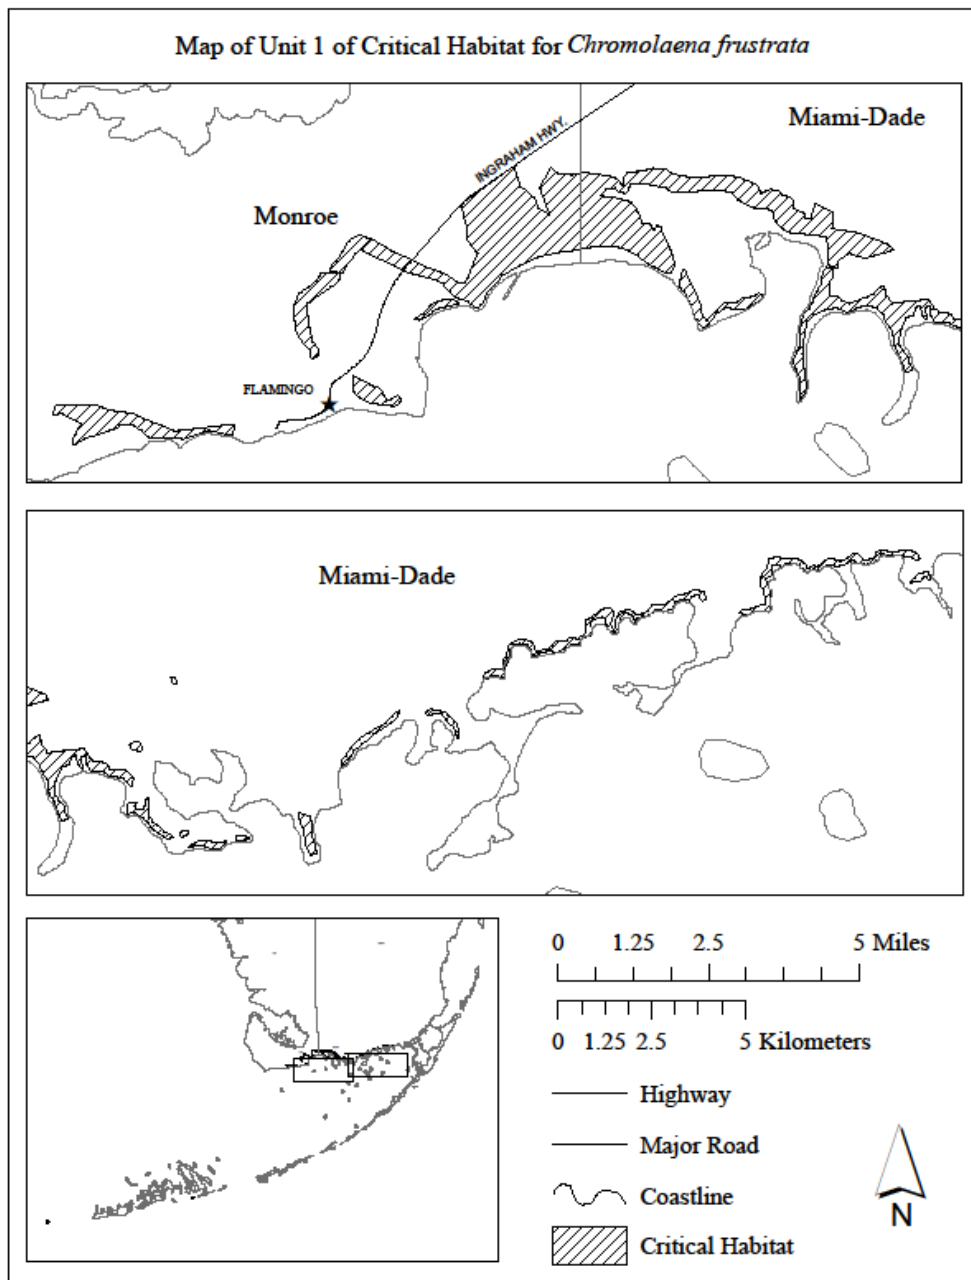 Map of Unit 1 of Critical Habitat for Chromolaena frustrata
Miami-Dade
INGRAHAM HWY.
Monroe
FLAMINGO
Miami-Dade
0 1.25 2.5 5 Miles
0 1.25 2.5 5 Kilometers
Highway
Major Road
Coastline
Critical Habitat
N